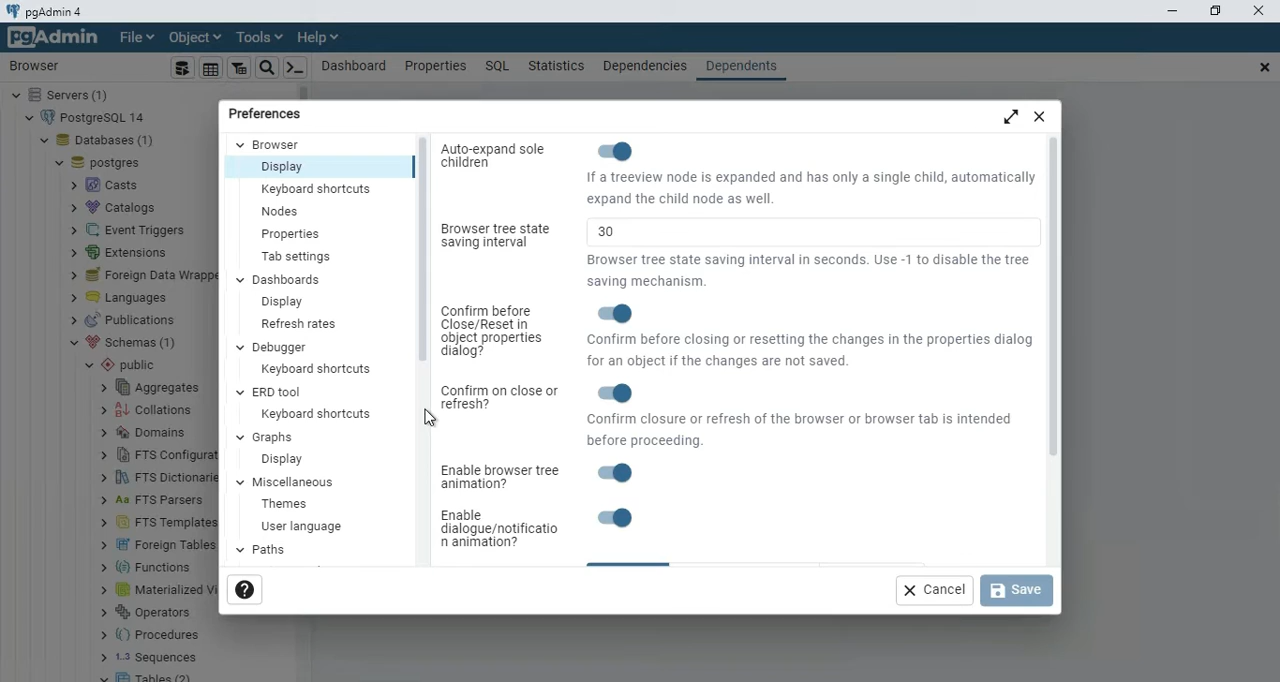 pgAdmin 4
pgAdmin File Object Tools Help
Browser Dashboard Properties SQL Statistics Dependencies Dependents
Servers (1)
PostgreSQL 14
Databases (1)
postgres
Casts
Catalogs
Event Triggers
Extensions
Foreign Data Wrappe
Languages
Publications
Schemas (1)
public
Aggregates
Collations
Domains
FTS Configurat
FTS Dictionarie
FTS Parsers
FTS Templates
Foreign Tables
Functions
Materialized Vi
Operators
Procedures
1..3 Sequences
Tables (2)
Preferences
Browser
Display
Keyboard shortcuts
Nodes
Properties
Tab settings
Dashboards
Display
Refresh rates
Debugger
Keyboard shortcuts
ERD tool
Keyboard shortcuts
Graphs
Display
Miscellaneous
Themes
User language
Paths
Auto-expand sole
children
If a treeview node is expanded and has only a single child, automatically
expand the child node as well.
Browser tree state
saving interval
30
Browser tree state saving interval in seconds. Use -1 to disable the tree
saving mechanism.
Confirm before
Close/Reset in
object properties
dialog?
Confirm before closing or resetting the changes in the properties dialog
for an object if the changes are not saved.
Confirm on close or
refresh?
Confirm closure or refresh of the browser or browser tab is intended
before proceeding.
Enable browser tree
animation?
Enable
dialogue/notificatio
n animation?
? Cancel Save